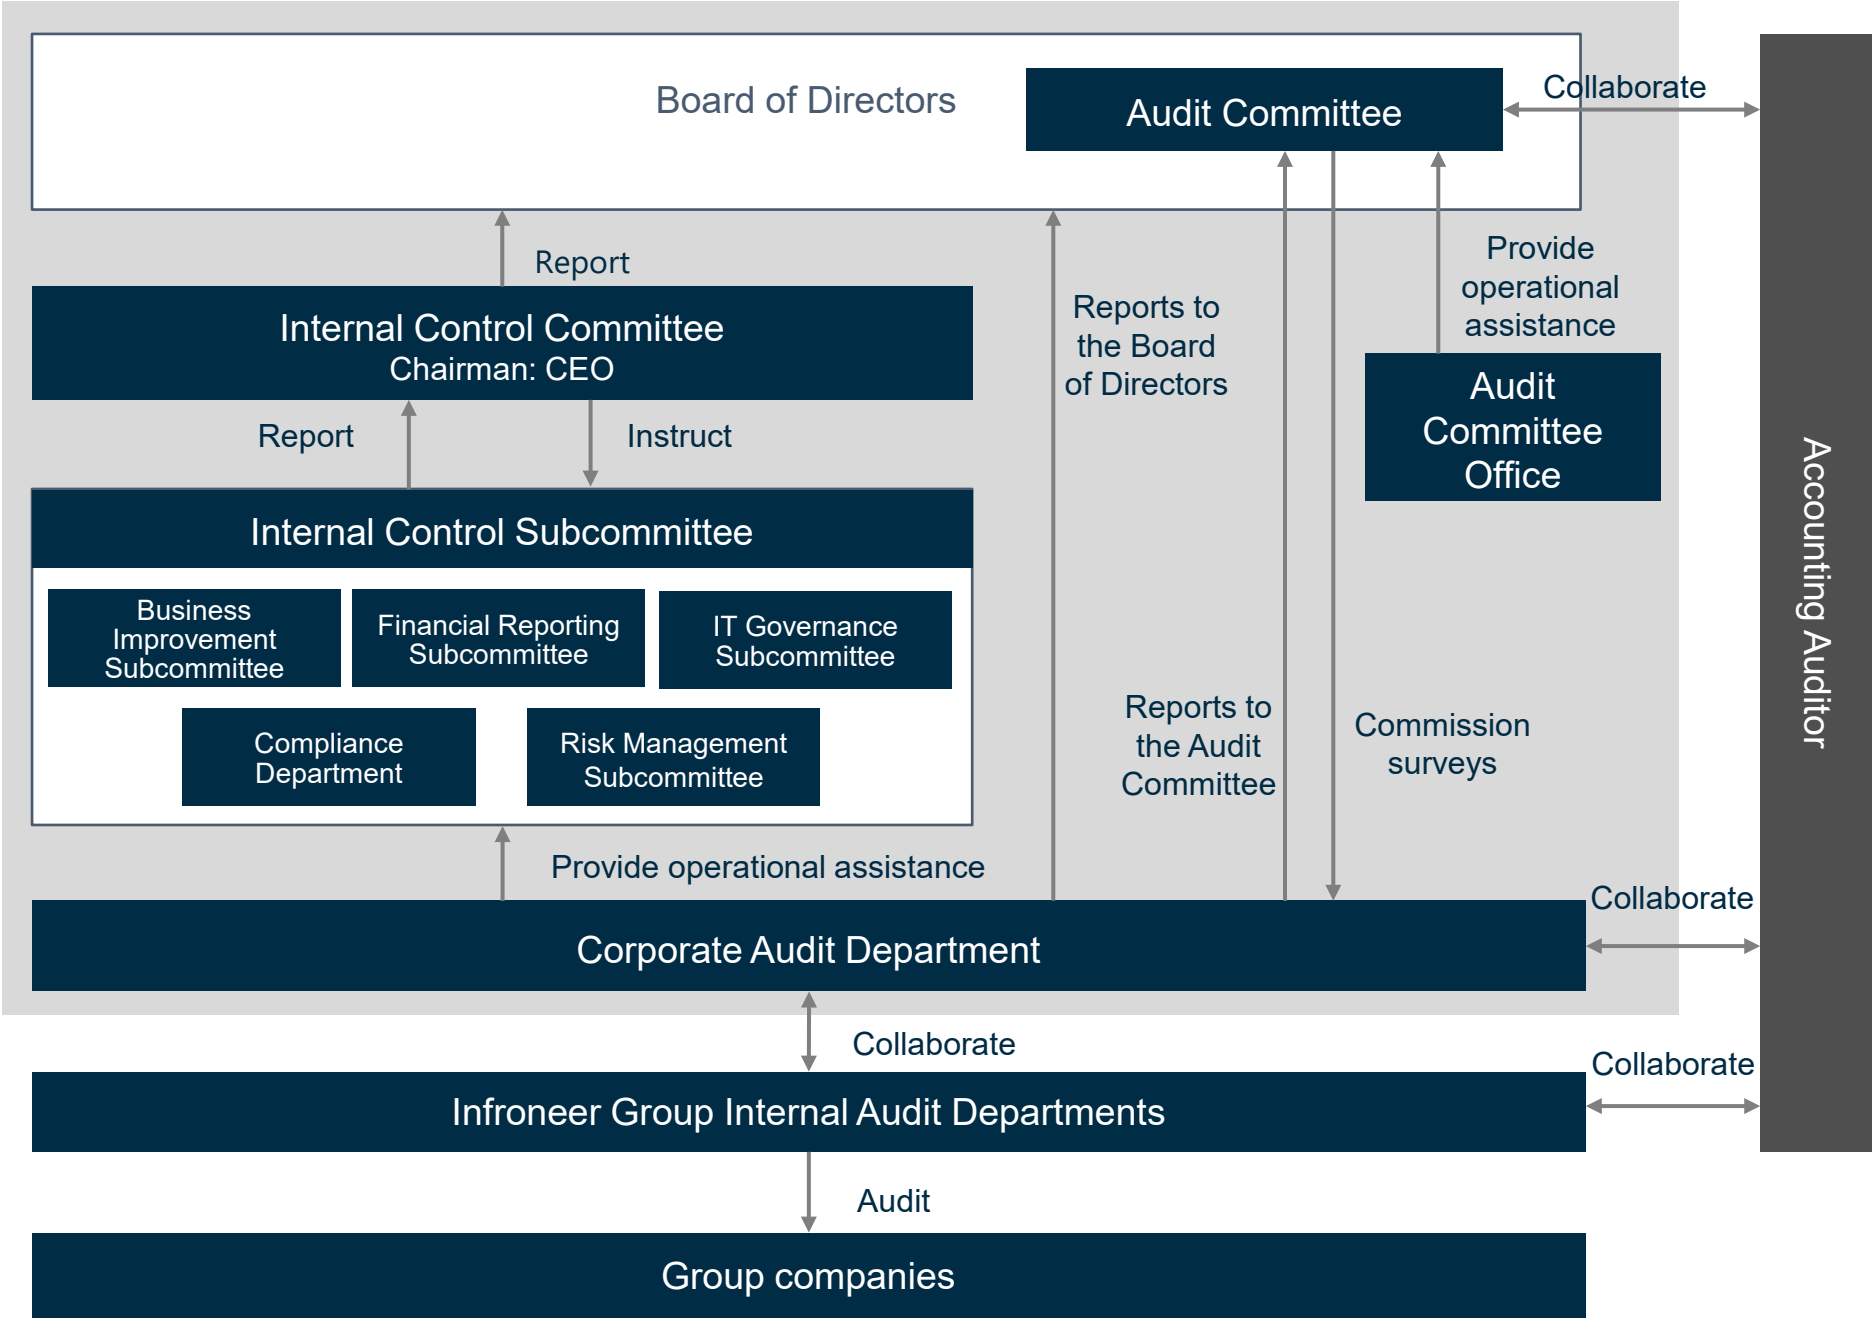 Board of Directors
Audit Committee
Collaborate
Report
Internal Control Committee
Chairman: CEO
Report
Instruct
Reports to
the Board
of Directors
Provide
operational
assistance
Audit
Committee
Office
Internal Control Subcommittee
Business
Improvement
Subcommittee
Financial Reporting
Subcommittee
IT Governance
Subcommittee
Compliance
Department
Risk Management
Subcommittee
Reports to
the Audit
Committee
Commission
surveys
Accounting Auditor
Provide operational assistance
Corporate Audit Department
Collaborate
Collaborate
Infroneer Group Internal Audit Departments
Collaborate
Audit
Group companies